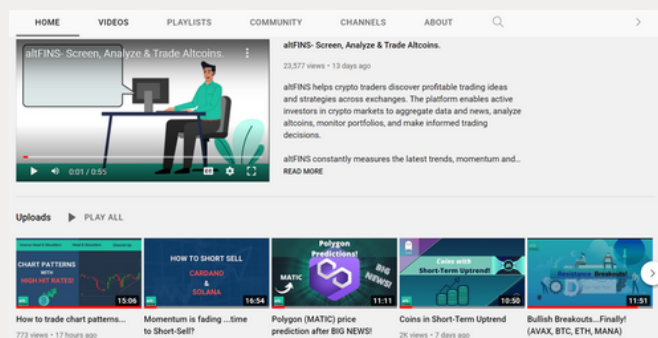 HOME VIDEOS PLAYLISTS COMMUNITY CHANNELS ABOUT
altFINS- Screen, Analyze & Trade Altcoins.
0:01 / 0:55
altFINS- Screen, Analyze & Trade Altcoins.
23,577 views • 13 days ago
altFINS helps crypto traders discover profitable trading ideas
and strategies across exchanges. The platform enables active
investors in crypto markets to aggregate data and news, analyze
altcoins, monitor portfolios, and make informed trading
decisions.
altFINS constantly measures the latest trends, momentum and...
READ MORE
Uploads PLAY ALL
CHART PATTERNS
WITH
HIGH HIT RATES!
15:06
How to trade chart patterns...
773 views • 17 hours ago
HOW TO SHORT SELL
CARDANO
&
SOLANA
16:54
Momentum is fading ...time
to Short-Sell?
Polygon
Predictions!
MATIC
BIG
NEWS!
11:11
Polygon (MATIC) price
prediction after BIG NEWS!
Coins with
Short-Term Uptrend!
10:50
Coins in Short-Term Uptrend
2K views • 7 days ago
Resistance Breakouts!
11:51
Bullish Breakouts...Finally!
(AVAX, BTC, ETH, MANA)